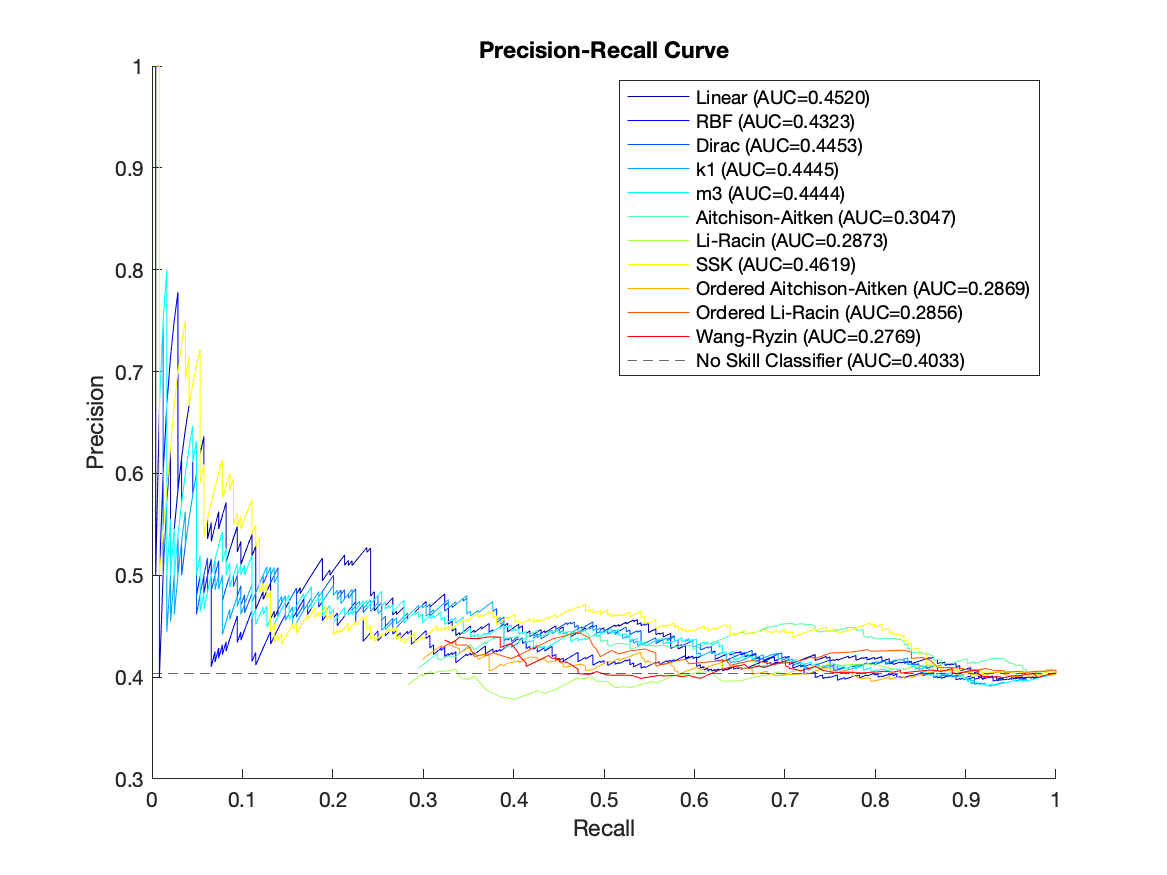 Precision-Recall Curve
Linear (AUC=0.4520)
RBF (AUC=0.4323)
Dirac (AUC=0.4453)
k1 (AUC=0.4445)
m3 (AUC=0.4444)
Aitchison-Aitken (AUC=0.3047)
Li-Racin (AUC=0.2873)
SSK (AUC=0.4619)
Ordered Aitchison-Aitken (AUC=0.2869)
Ordered Li-Racin (AUC=0.2856)
Wang-Ryzin (AUC=0.2769)
No Skill Classifier (AUC=0.4033)
Precision
1
0.9
0.8
0.7
0.6
0.5
0.4
0.3
0 0.1 0.2 0.3 0.4 0.5 0.6 0.7 0.8 0.9 1
Recall